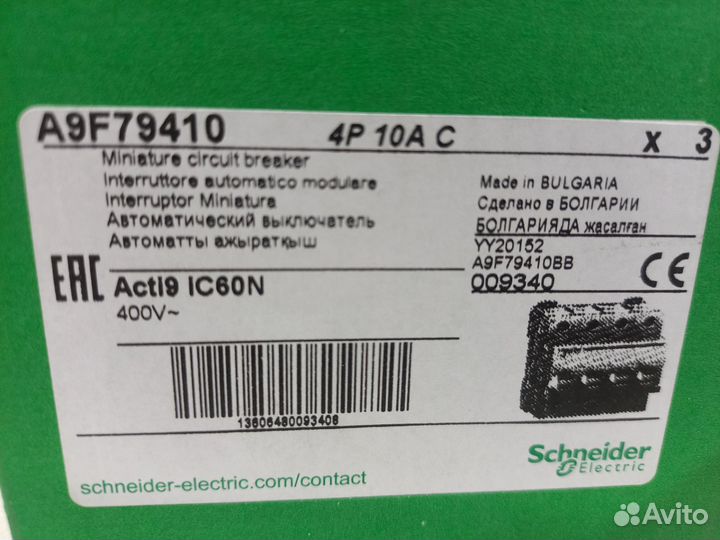 A9F79410 4P 10A C x 3
Miniature circuit breaker
Interruttore automatico modulare
Interruptor Miniatura
Автоматический выключатель
Автоматты ажыратқыш
Made in BULGARIA
Сделано в БОЛГАРИИ
БОЛГАРИЯДА жасалған
YY20152
A9F79410BB
009340
CE
EAC
Acti9 IC60N
400V~
13606480093406
Schneider
Electric
schneider-electric.com/contact
Avito